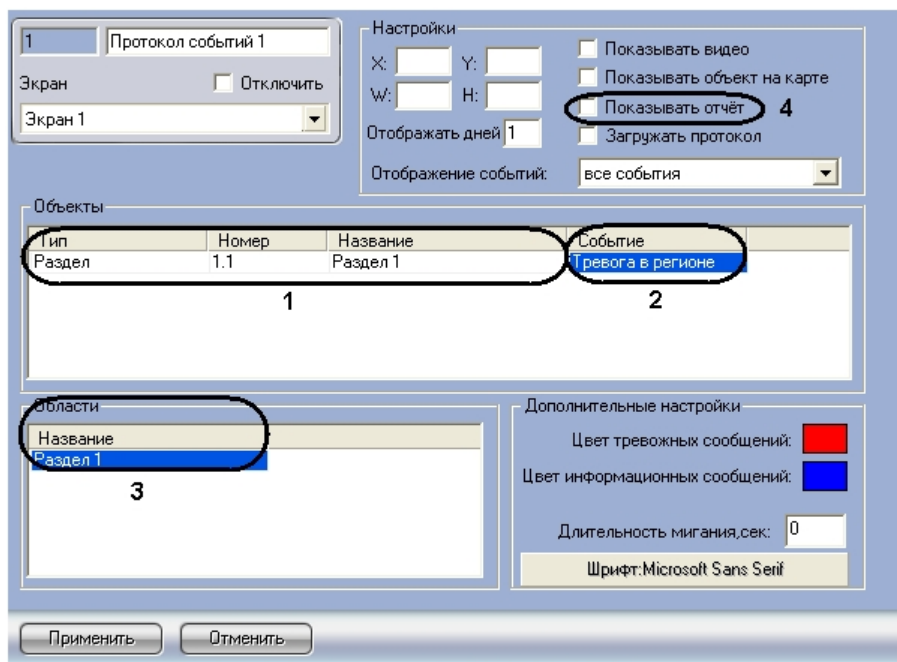 1 Протокол событий 1
Экран Отключить
Экран 1
Настройки
X: Y:
W: H:
Отображать дней 1
Показывать видео
Показывать объект на карте
Показывать отчёт 4
Загружать протокол
Отображение событий: все события
Объекты
Тип Номер Название Событие
Раздел 1.1 Раздел 1 Тревога в регионе
1 2
Области
Название
Раздел 1
3
Дополнительные настройки
Цвет тревожных сообщений:
Цвет информационных сообщений:
Длительность мигания,сек: 0
Шрифт:Microsoft Sans Serif
Применить Отменить